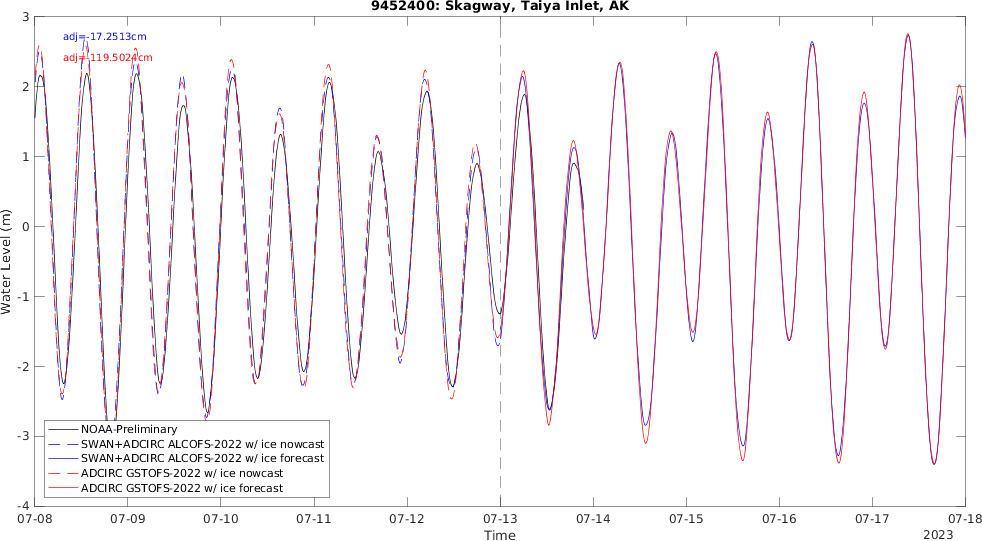 9452400: Skagway, Taiya Inlet, AK
adj=-17.2513cm
adj=-119.5024cm
Water Level (m)
3
2
1
0
-1
-2
-3
-4
NOAA-Preliminary
SWAN+ADCIRC ALCOFS-2022 w/ ice nowcast
SWAN+ADCIRC ALCOFS-2022 w/ ice forecast
ADCIRC GSTOFS-2022 w/ ice nowcast
ADCIRC GSTOFS-2022 w/ ice forecast
07-08 07-09 07-10 07-11 07-12 07-13 07-14 07-15 07-16 07-17 07-18
Time
2023